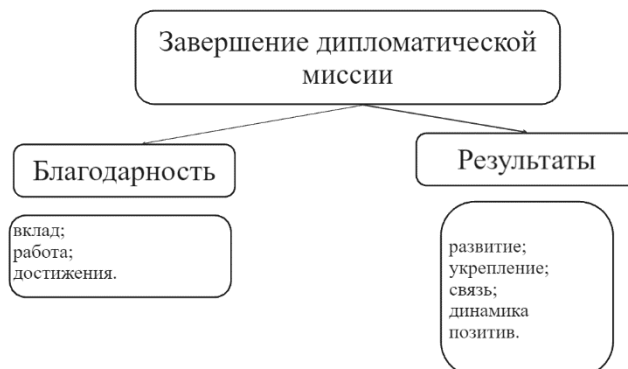 Завершение дипломатической
миссии
Благодарность
вклад;
работа;
достижения.
Результаты
развитие;
укрепление;
связь;
динамика
позитив.